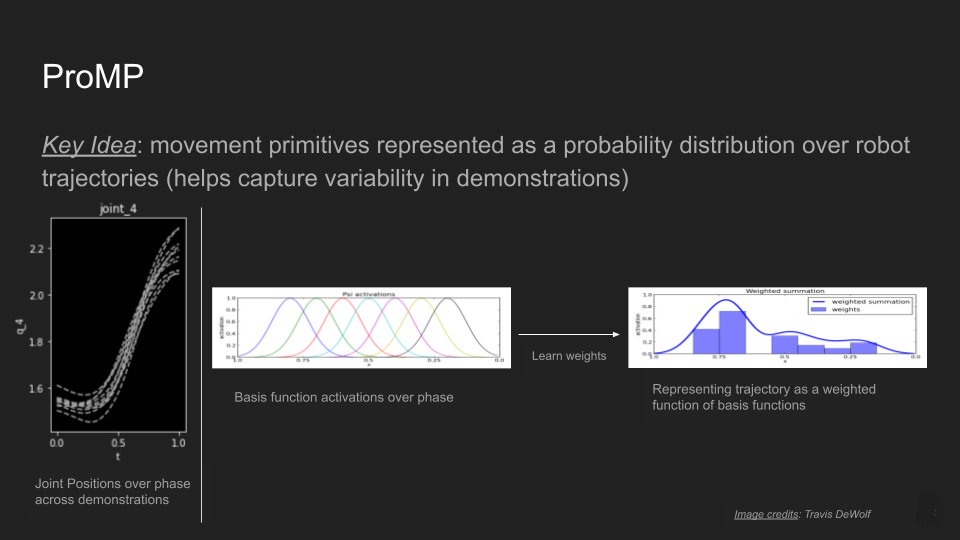 ProMP
Key Idea: movement primitives represented as a probability distribution over robot
trajectories (helps capture variability in demonstrations)
joint_4
2.2
2.0
1.8
1.6
q_4
0.0 0.5 1.0
t
Joint Positions over phase
across demonstrations
Psi activations
1.0
0.8
0.6
0.4
0.2
0.0
activation
1.0 0.75 0.5 0.25 0.0
x
Basis function activations over phase
Learn weights
Weighted summation
1.0
0.8
0.6
0.4
0.2
0.0
activation
weighted summation
weights
1.0 0.75 0.5 0.25 0.0
x
Representing trajectory as a weighted
function of basis functions
Image credits: Travis DeWolf